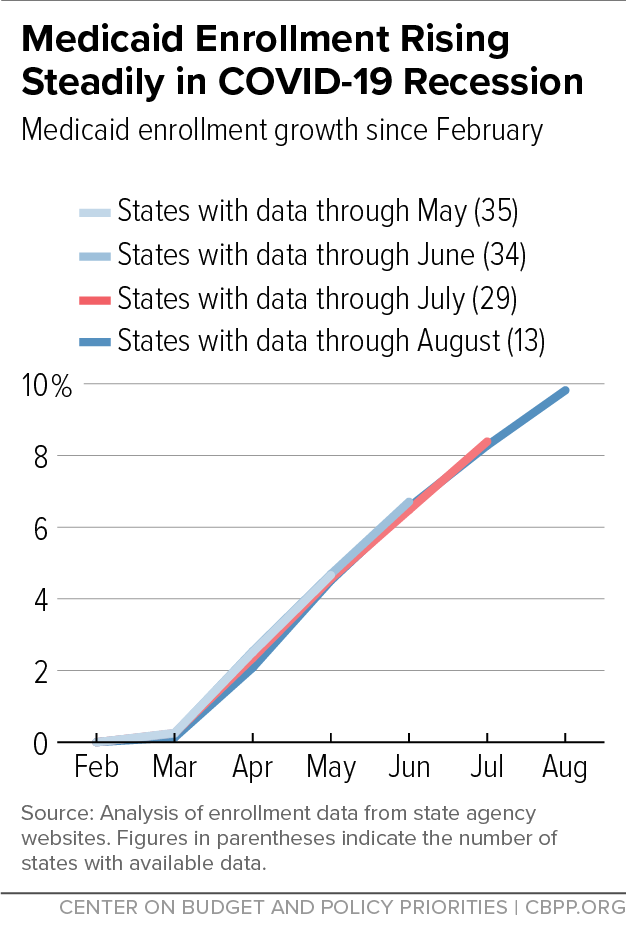 Medicaid Enrollment Rising
Steadily in COVID-19 Recession
Medicaid enrollment growth since February
States with data through May (35)
States with data through June (34)
States with data through July (29)
States with data through August (13)
10%
8
6
4
2
0
Feb Mar Apr May Jun Jul Aug
Source: Analysis of enrollment data from state agency
websites. Figures in parentheses indicate the number of
states with available data.
CENTER ON BUDGET AND POLICY PRIORITIES | CBPP.ORG